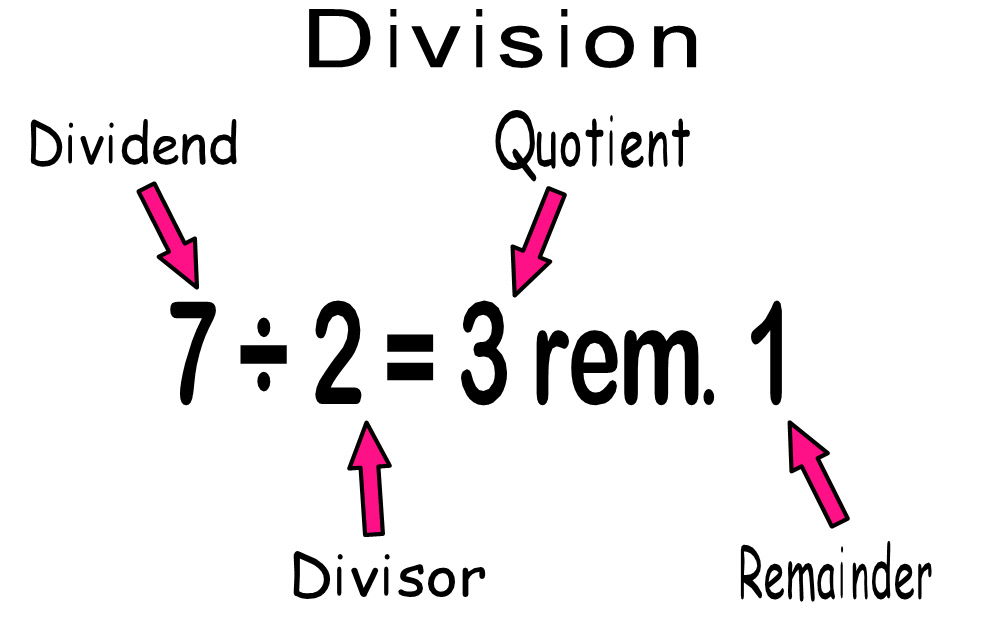 Division
Dividend Quotient
7 ÷ 2 = 3 rem. 1
Divisor Remainder